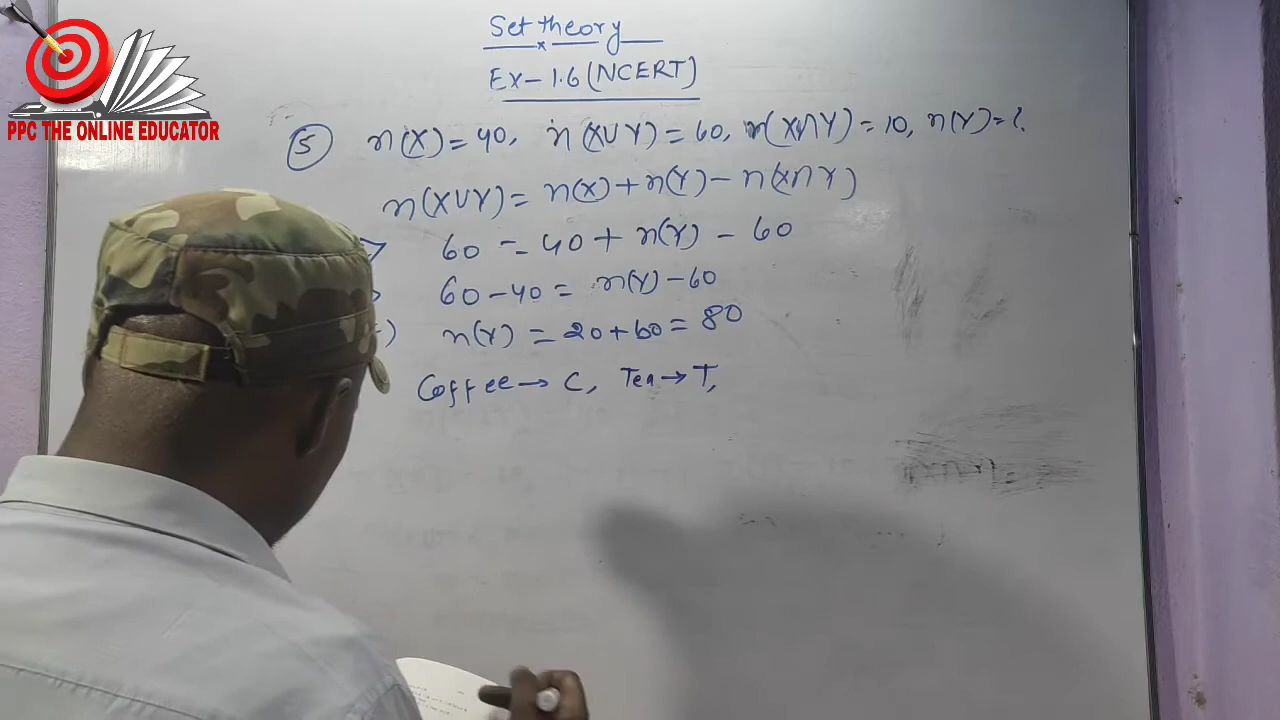 PPC THE ONLINE EDUCATOR
Set theory
Ex-1.6 (NCERT)
5 n(X) = 40, n(X∪Y) = 60, n(X∩Y) = 10, n(Y) = ?
n(X∪Y) = n(X) + n(Y) - n(X∩Y)
60 = 40 + n(Y) - 60
60 - 40 = n(Y) - 60
n(Y) = 20 + 60 = 80
Coffee → C, Tea → T,